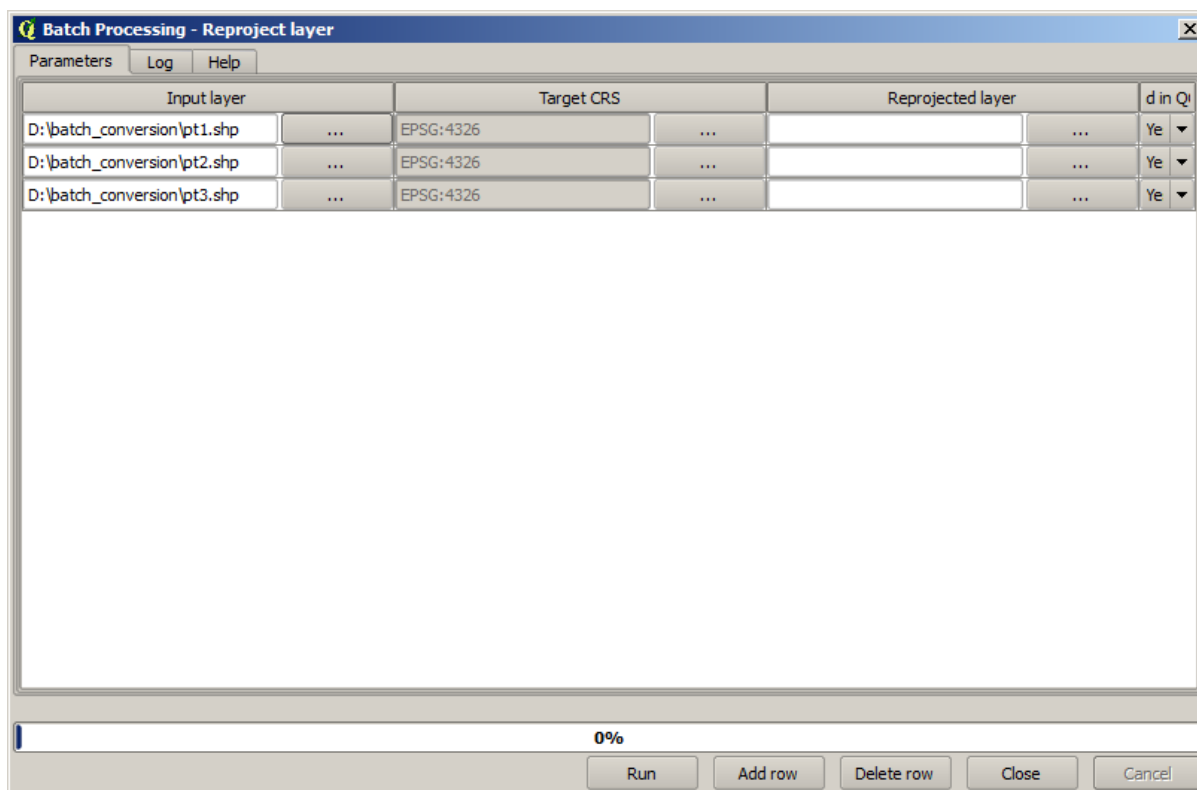 Batch Processing - Reproject layer
Parameters Log Help
Input layer Target CRS Reprojected layer d in Q
D:\batch_conversion\pt1.shp ... EPSG:4326 ... ... Ye
D:\batch_conversion\pt2.shp ... EPSG:4326 ... ... Ye
D:\batch_conversion\pt3.shp ... EPSG:4326 ... ... Ye
0%
Run Add row Delete row Close Cancel